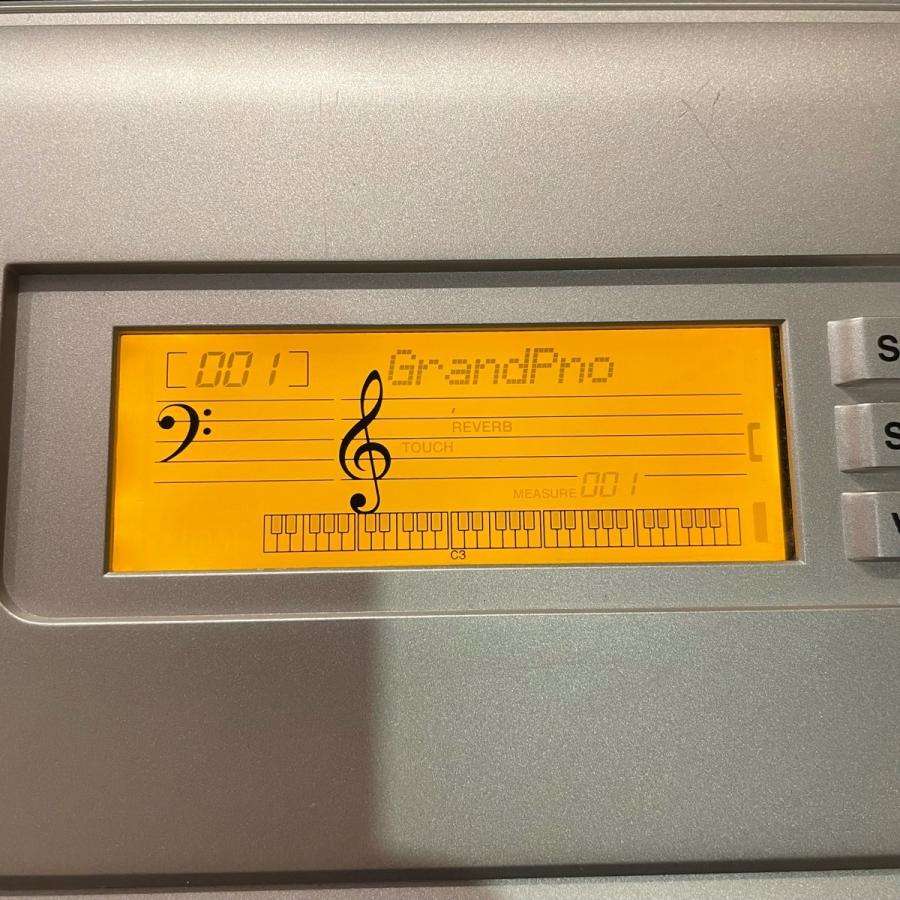 001 GrandPno
REVERB
TOUCH
MEASURE 001
C3
S
S